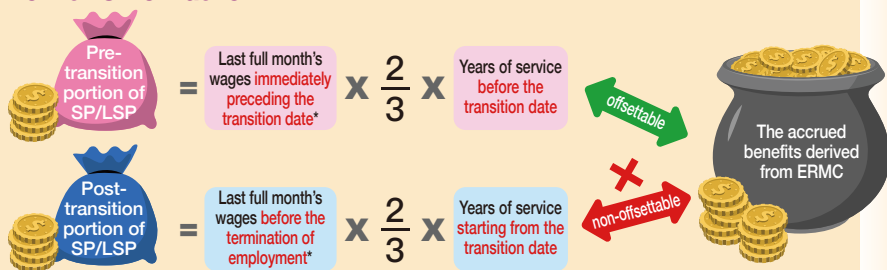 Pre-
transition
portion of
SP/LSP
=
Last full month's
wages immediately
preceding the
transition date*
X
2
3
X
Years of service
before the
transition date
offsettable
The accrued
benefits derived
from ERMC
Post-
transition
portion of
SP/LSP
=
Last full month's
wages before the
termination of
employment*
X
2
3
X
Years of service
starting from the
transition date
non-offsettable